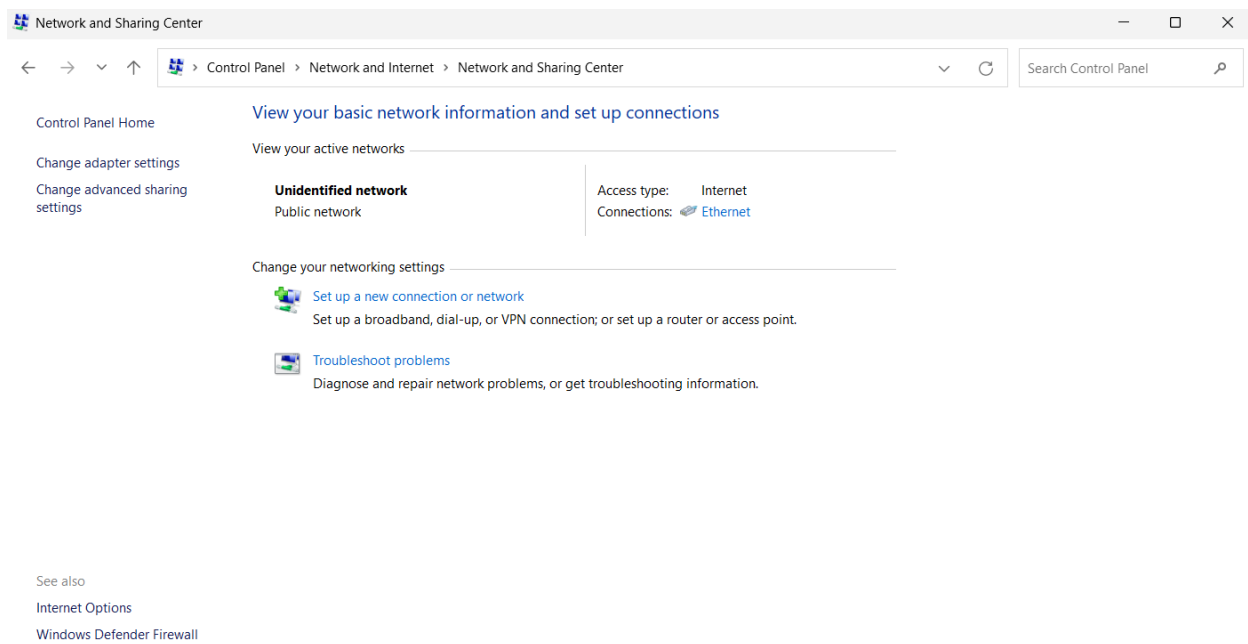 Network and Sharing Center
Control Panel > Network and Internet > Network and Sharing Center
Search Control Panel
Control Panel Home
Change adapter settings
Change advanced sharing
settings
View your basic network information and set up connections
View your active networks
Unidentified network
Public network
Access type: Internet
Connections: Ethernet
Change your networking settings
Set up a new connection or network
Set up a broadband, dial-up, or VPN connection; or set up a router or access point.
Troubleshoot problems
Diagnose and repair network problems, or get troubleshooting information.
See also
Internet Options
Windows Defender Firewall